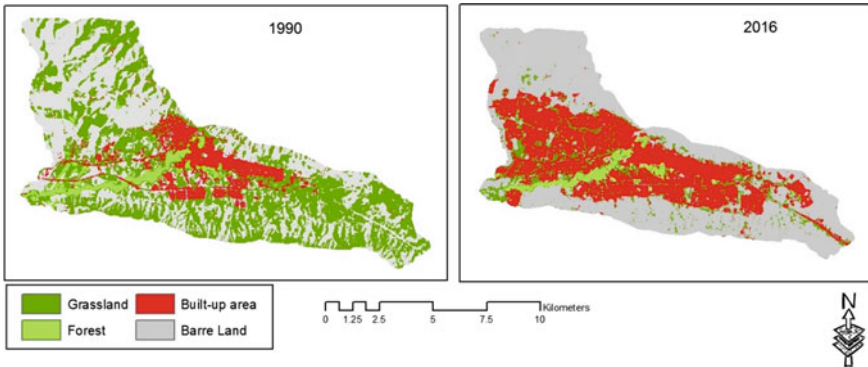 1990
2016
Grassland
Built-up area
Forest
Barre Land
Kilometers
0 1.25 2.5 5 7.5 10
N